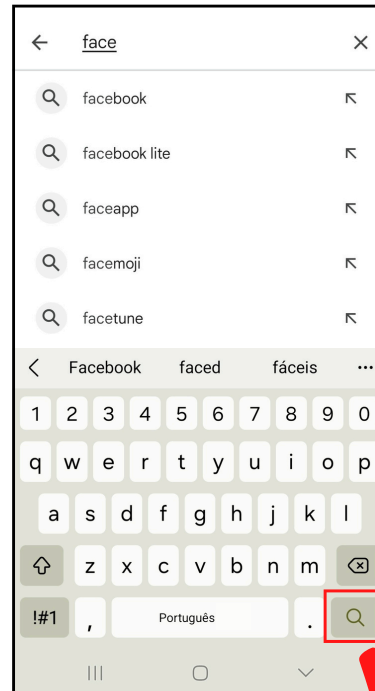 face
facebook
facebook lite
faceapp
facemoji
facetune
Facebook faced fáceis ...
1 2 3 4 5 6 7 8 9 0
q w e r t y u i o p
a s d f g h j k l
z x c v b n m
!#1 , Português .